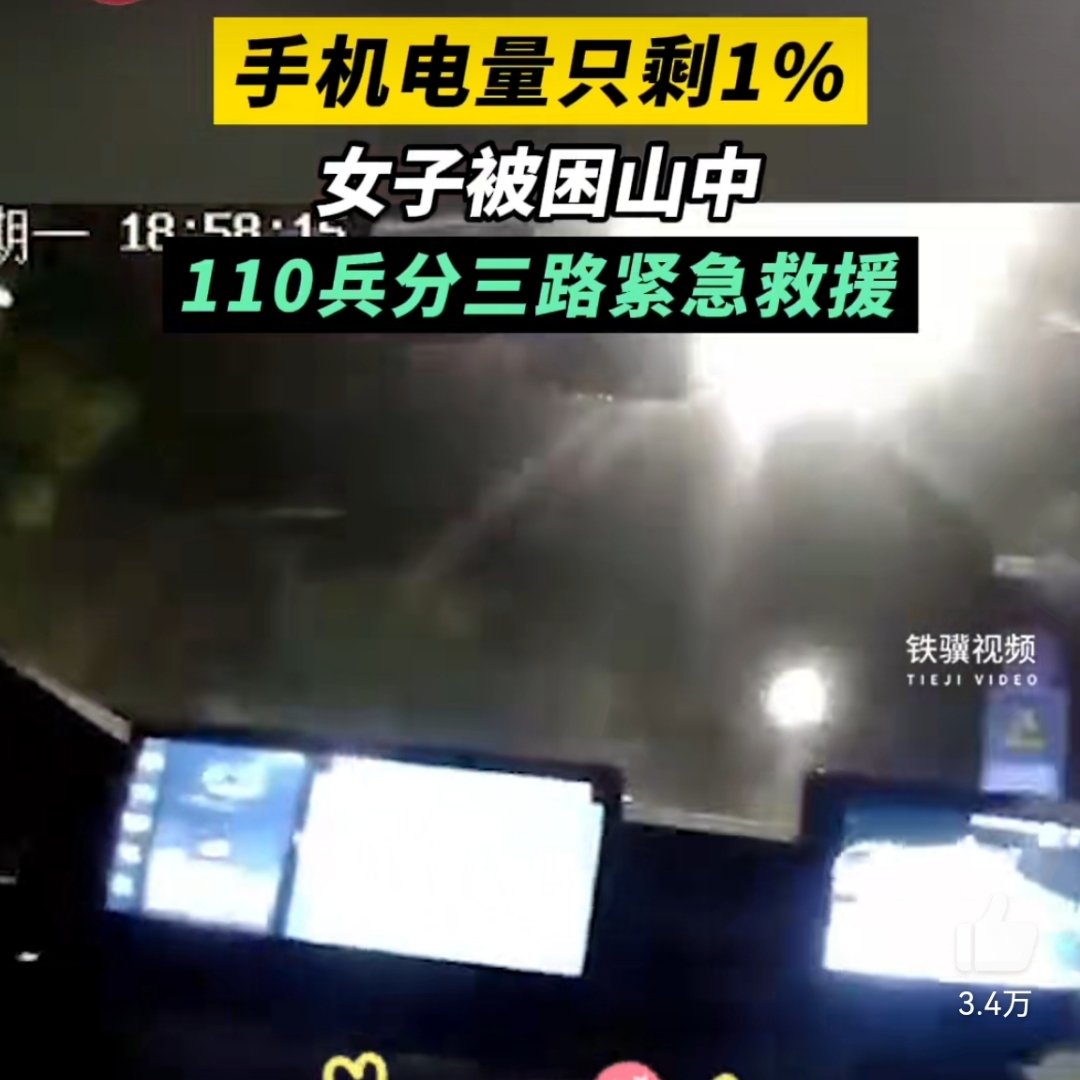 手机电量只剩1%
女子被困山中
期一 18:58:15
110兵分三路紧急救援
铁骥视频
TIEJI VIDEO
3.4万